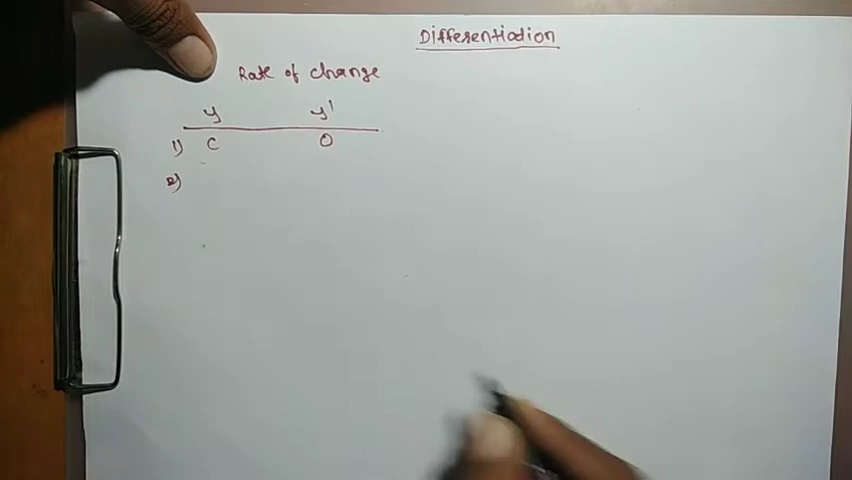 Differentiation
Rate of change
y y'
1) C 0
2)